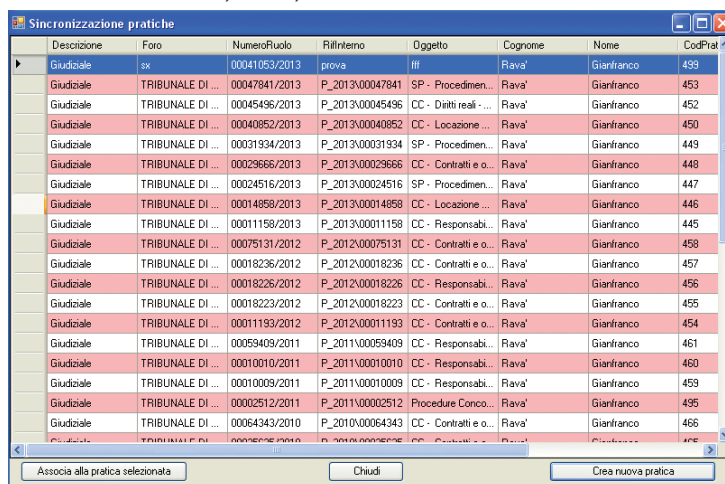 Sincronizzazione pratiche
Descrizione Foro NumeroRuolo RifInterno Oggetto Cognome Nome CodPrat
Giudiziale sx 00041053/2013 prova fff Rava' Gianfranco 499
Giudiziale TRIBUNALE DI ... 00047841/2013 P_2013\00047841 SP - Procedimen... Rava' Gianfranco 453
Giudiziale TRIBUNALE DI ... 00045496/2013 P_2013\00045496 CC - Diritti reali - ... Rava' Gianfranco 452
Giudiziale TRIBUNALE DI ... 00040852/2013 P_2013\00040852 CC - Locazione ... Rava' Gianfranco 450
Giudiziale TRIBUNALE DI ... 00031934/2013 P_2013\00031934 SP - Procedimen... Rava' Gianfranco 449
Giudiziale TRIBUNALE DI ... 00029666/2013 P_2013\00029666 CC - Contratti e o... Rava' Gianfranco 448
Giudiziale TRIBUNALE DI ... 00024516/2013 P_2013\00024516 SP - Procedimen... Rava' Gianfranco 447
Giudiziale TRIBUNALE DI ... 00014858/2013 P_2013\00014858 CC - Locazione ... Rava' Gianfranco 446
Giudiziale TRIBUNALE DI ... 00011158/2013 P_2013\00011158 CC - Responsabi... Rava' Gianfranco 445
Giudiziale TRIBUNALE DI ... 00075131/2012 P_2012\00075131 CC - Contratti e o... Rava' Gianfranco 458
Giudiziale TRIBUNALE DI ... 00018236/2012 P_2012\00018236 CC - Contratti e o... Rava' Gianfranco 457
Giudiziale TRIBUNALE DI ... 00018226/2012 P_2012\00018226 CC - Responsabi... Rava' Gianfranco 456
Giudiziale TRIBUNALE DI ... 00018223/2012 P_2012\00018223 CC - Contratti e o... Rava' Gianfranco 455
Giudiziale TRIBUNALE DI ... 00011193/2012 P_2012\00011193 CC - Contratti e o... Rava' Gianfranco 454
Giudiziale TRIBUNALE DI ... 00059409/2011 P_2011\00059409 CC - Responsabi... Rava' Gianfranco 461
Giudiziale TRIBUNALE DI ... 00010010/2011 P_2011\00010010 CC - Responsabi... Rava' Gianfranco 460
Giudiziale TRIBUNALE DI ... 00010009/2011 P_2011\00010009 CC - Responsabi... Rava' Gianfranco 459
Giudiziale TRIBUNALE DI ... 00002512/2011 P_2011\00002512 Procedure Conco... Rava' Gianfranco 495
Giudiziale TRIBUNALE DI ... 00064343/2010 P_2010\00064343 CC - Contratti e o... Rava' Gianfranco 466
Giudiziale TRIBUNALE DI ... CC - Contratti e o... Rava' Gianfranco
Associa alla pratica selezionata Chiudi Crea nuova pratica